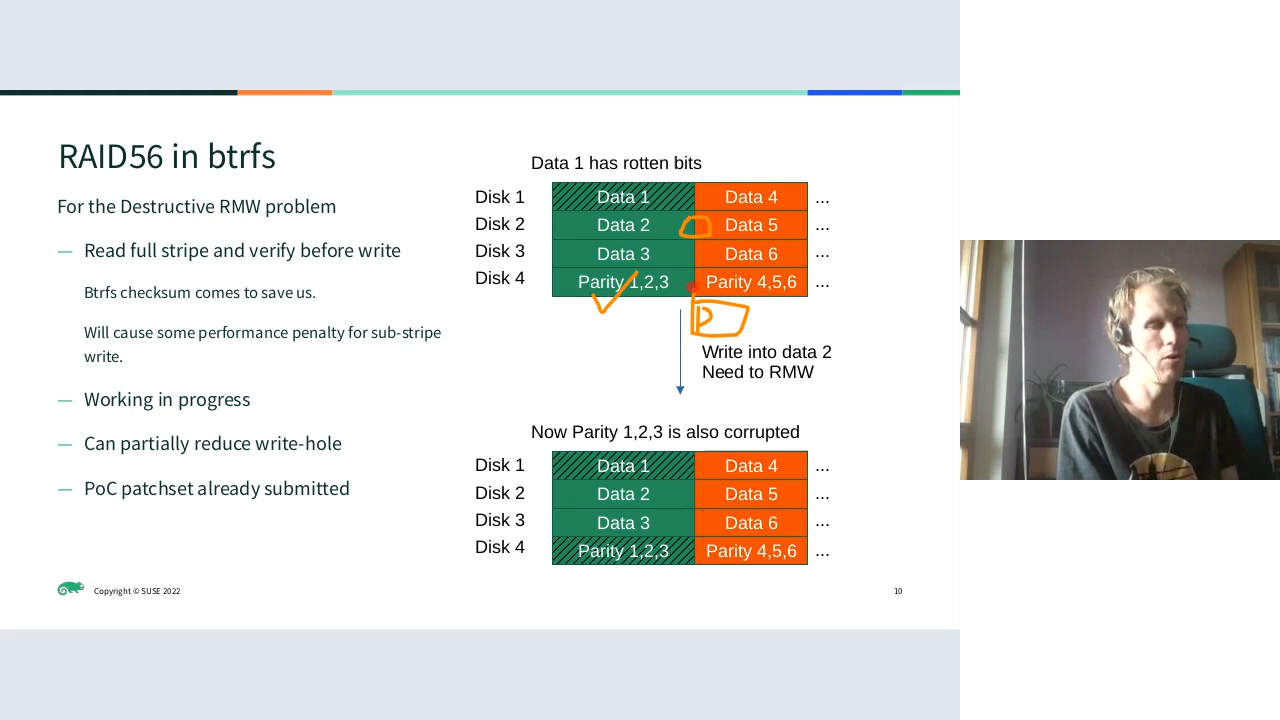 RAID56 in btrfs
For the Destructive RMW problem
— Read full stripe and verify before write
Btrfs checksum comes to save us.
Will cause some performance penalty for sub-stripe
write.
— Working in progress
— Can partially reduce write-hole
— PoC patchset already submitted
Data 1 has rotten bits
Disk 1 Data 1 Data 4 ...
Disk 2 Data 2 Data 5 ...
Disk 3 Data 3 Data 6 ...
Disk 4 Parity 1,2,3 Parity 4,5,6 ...
P
Write into data 2
Need to RMW
Now Parity 1,2,3 is also corrupted
Disk 1 Data 1 Data 4 ...
Disk 2 Data 2 Data 5 ...
Disk 3 Data 3 Data 6 ...
Disk 4 Parity 1,2,3 Parity 4,5,6 ...
Copyright © SUSE 2022
10